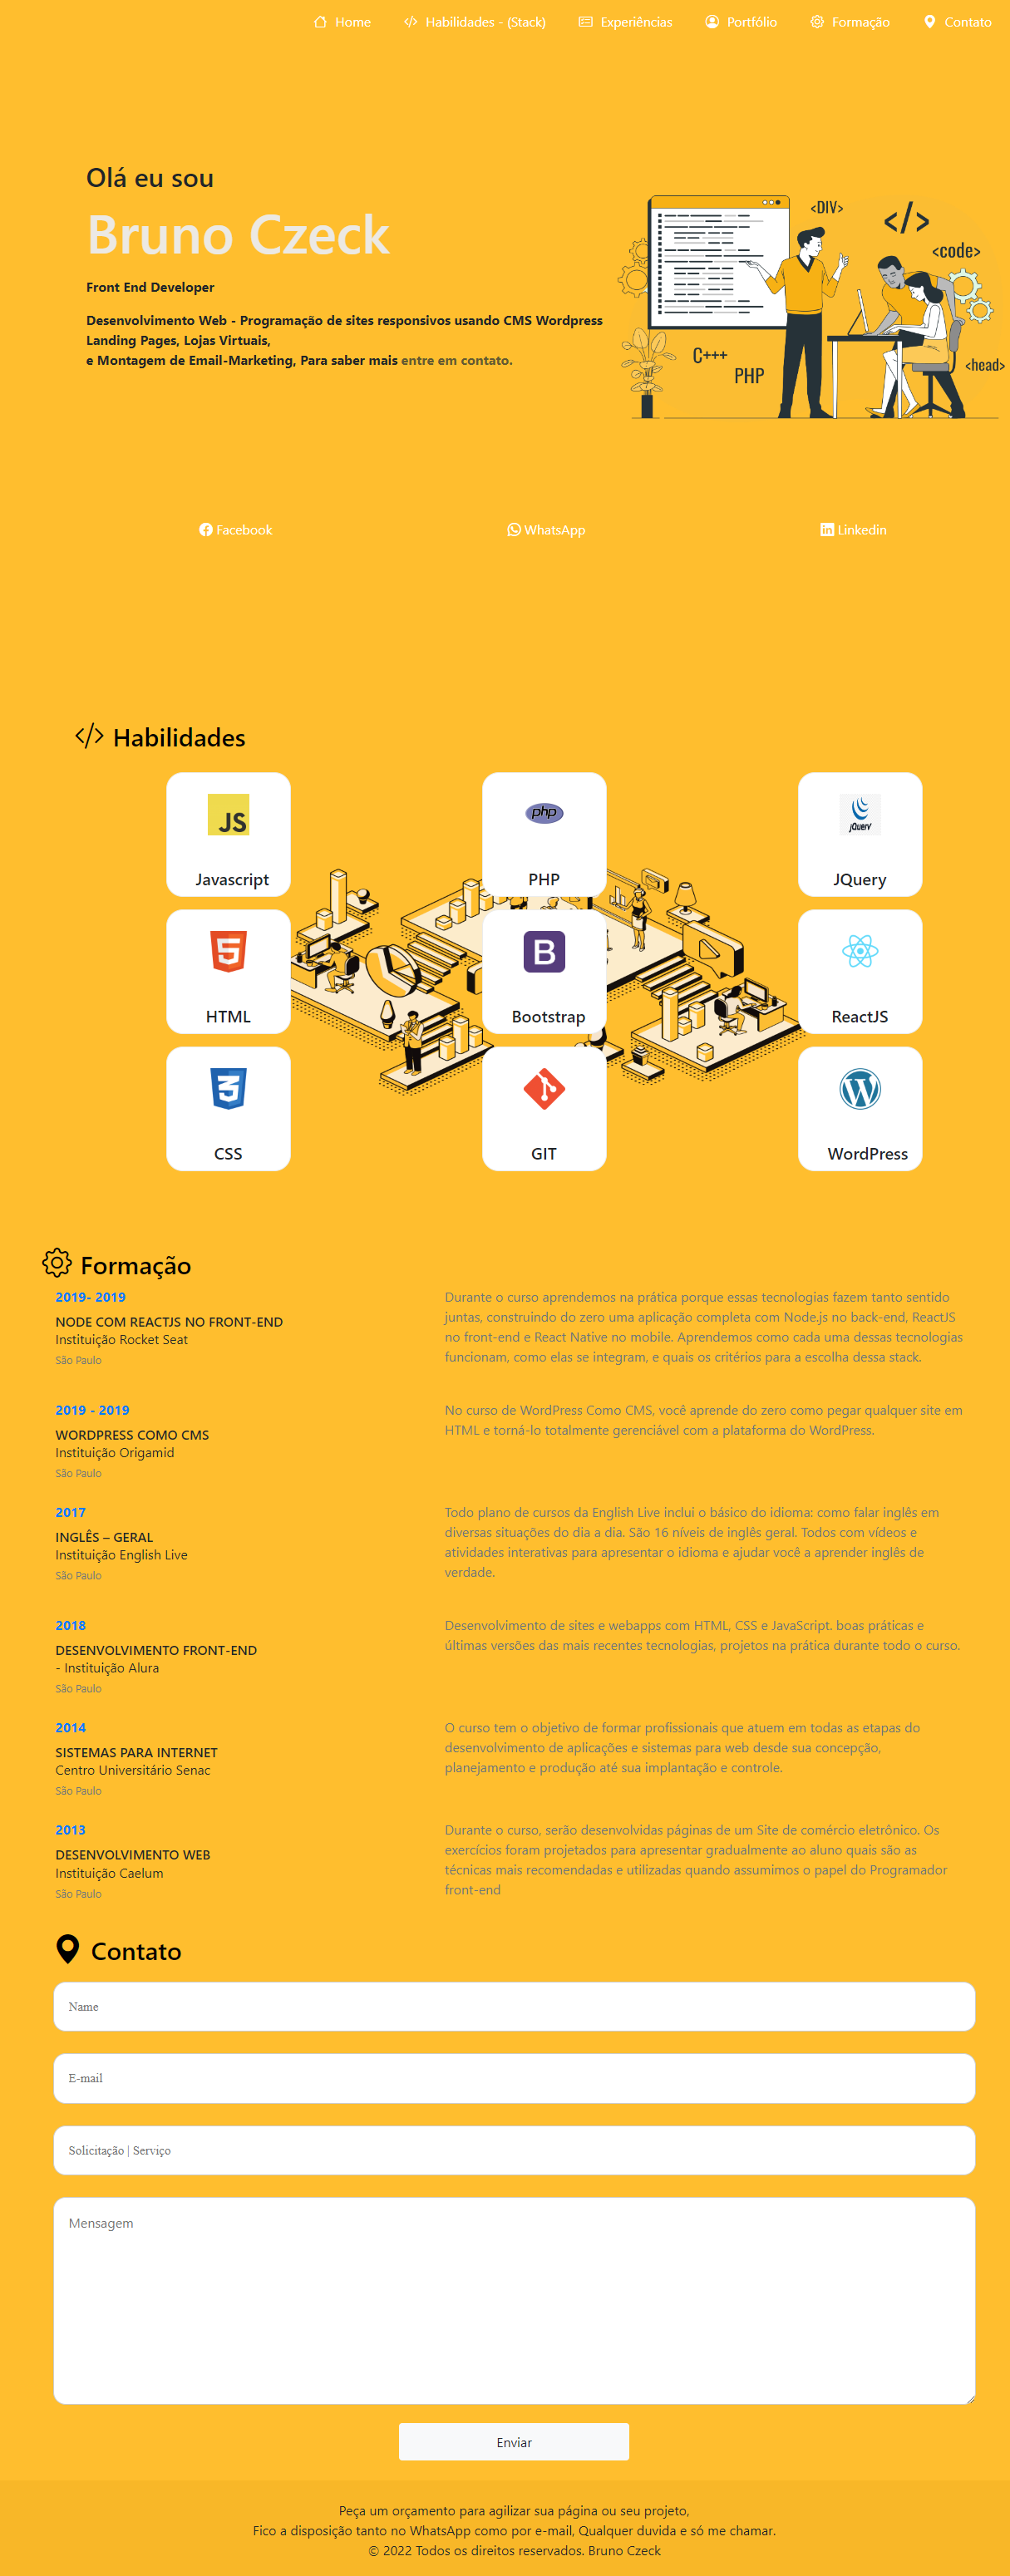 Home Habilidades - (Stack) Experiências Portfólio Formação Contato
Olá eu sou
Bruno Czeck
Front End Developer
Desenvolvimento Web - Programação de sites responsivos usando CMS Wordpress
Landing Pages, Lojas Virtuais,
e Montagem de Email-Marketing, Para saber mais entre em contato.
<DIV>
</>
<code>
C+++
PHP
<head>
Facebook WhatsApp Linkedin
</> Habilidades
JS
Javascript
php
PHP
jQuery
JQuery
5
HTML
B
Bootstrap
ReactJS
3
CSS
GIT
W
WordPress
Formação
2019- 2019
NODE COM REACTJS NO FRONT-END
Instituição Rocket Seat
São Paulo
Durante o curso aprendemos na prática porque essas tecnologias fazem tanto sentido
juntas, construindo do zero uma aplicação completa com Node.js no back-end, ReactJS
no front-end e React Native no mobile. Aprendemos como cada uma dessas tecnologias
funcionam, como elas se integram, e quais os critérios para a escolha dessa stack.
2019 - 2019
WORDPRESS COMO CMS
Instituição Origamid
São Paulo
No curso de WordPress Como CMS, você aprende do zero como pegar qualquer site em
HTML e torná-lo totalmente gerenciável com a plataforma do WordPress.
2017
INGLÊS – GERAL
Instituição English Live
São Paulo
Todo plano de cursos da English Live inclui o básico do idioma: como falar inglês em
diversas situações do dia a dia. São 16 níveis de inglês geral. Todos com vídeos e
atividades interativas para apresentar o idioma e ajudar você a aprender inglês de
verdade.
2018
DESENVOLVIMENTO FRONT-END
- Instituição Alura
São Paulo
Desenvolvimento de sites e webapps com HTML, CSS e JavaScript. boas práticas e
últimas versões das mais recentes tecnologias, projetos na prática durante todo o curso.
2014
SISTEMAS PARA INTERNET
Centro Universitário Senac
São Paulo
O curso tem o objetivo de formar profissionais que atuem em todas as etapas do
desenvolvimento de aplicações e sistemas para web desde sua concepção,
planejamento e produção até sua implantação e controle.
2013
DESENVOLVIMENTO WEB
Instituição Caelum
São Paulo
Durante o curso, serão desenvolvidas páginas de um Site de comércio eletrônico. Os
exercícios foram projetados para apresentar gradualmente ao aluno quais são as
técnicas mais recomendadas e utilizadas quando assumimos o papel do Programador
front-end
Contato
Name
E-mail
Solicitação | Serviço
Mensagem
Enviar
Peça um orçamento para agilizar sua página ou seu projeto,
Fico a disposição tanto no WhatsApp como por e-mail, Qualquer duvida e só me chamar.
© 2022 Todos os direitos reservados. Bruno Czeck